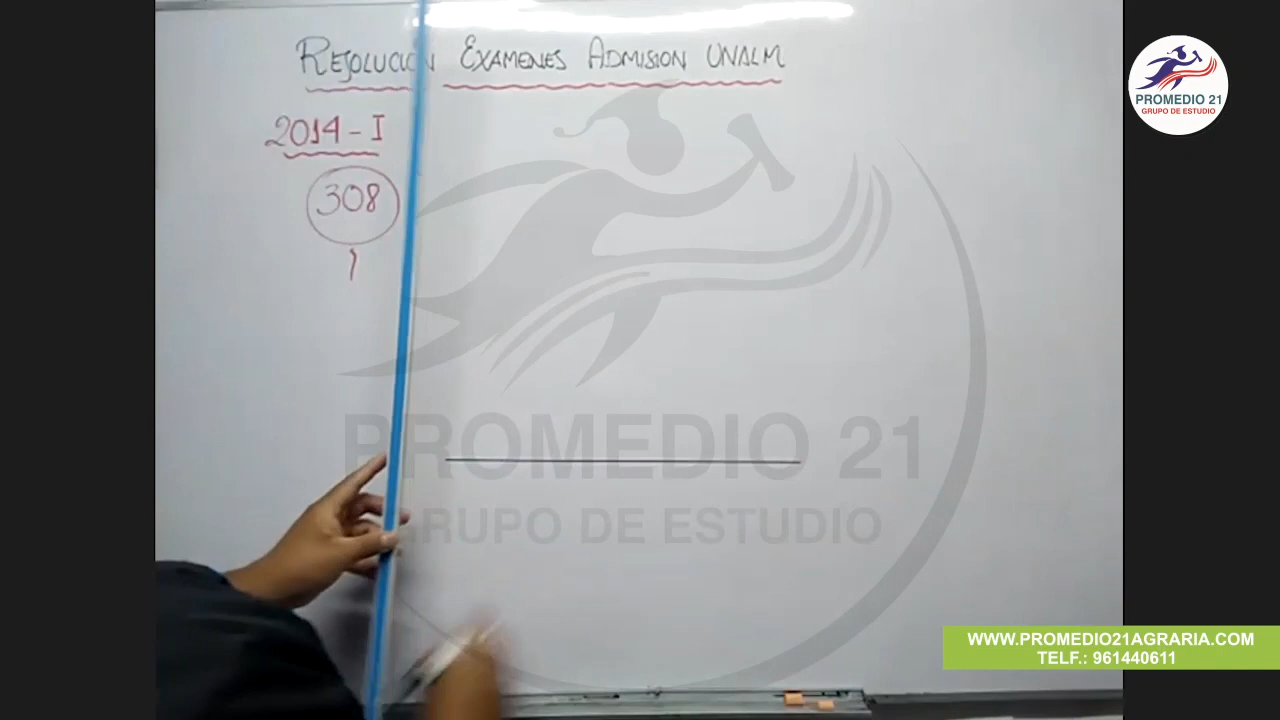 RESOLUCION EXAMENES ADMISION UNALM
2014 - I
308
PROMEDIO 21
GRUPO DE ESTUDIO
PROMEDIO 21
GRUPO DE ESTUDIO
WWW.PROMEDIO21AGRARIA.COM
TELF.: 961440611